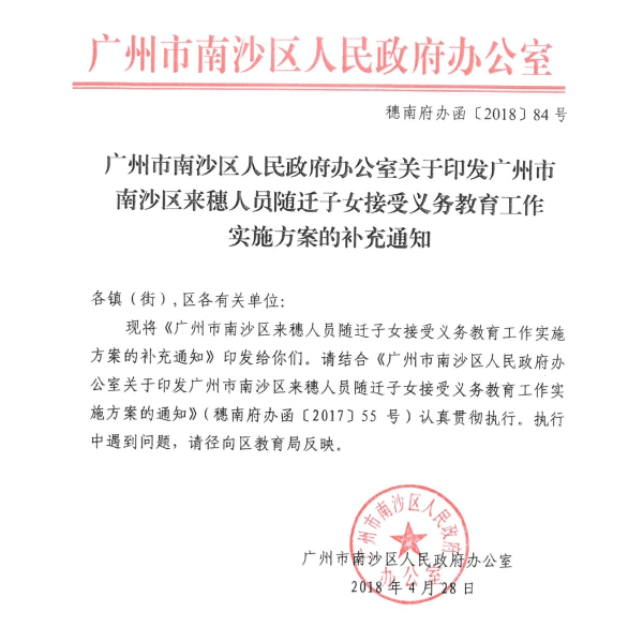 广州市南沙区人民政府办公室
穗南府办函〔2018〕84 号
广州市南沙区人民政府办公室关于印发广州市
南沙区来穗人员随迁子女接受义务教育工作
实施方案的补充通知
各镇（街）,区各有关单位:
现将《广州市南沙区来穗人员随迁子女接受义务教育工作实施
方案的补充通知》印发给你们。请结合《广州市南沙区人民政府办
公室关于印发广州市南沙区来穗人员随迁子女接受义务教育工作实
施方案的通知》（穗南府办函〔2017〕55 号）认真贯彻执行。执行
中遇到问题，请径向区教育局反映。
广州市南沙区人民政府
办公室
广州市南沙区人民政府办公室
2018 年 4 月 28 日